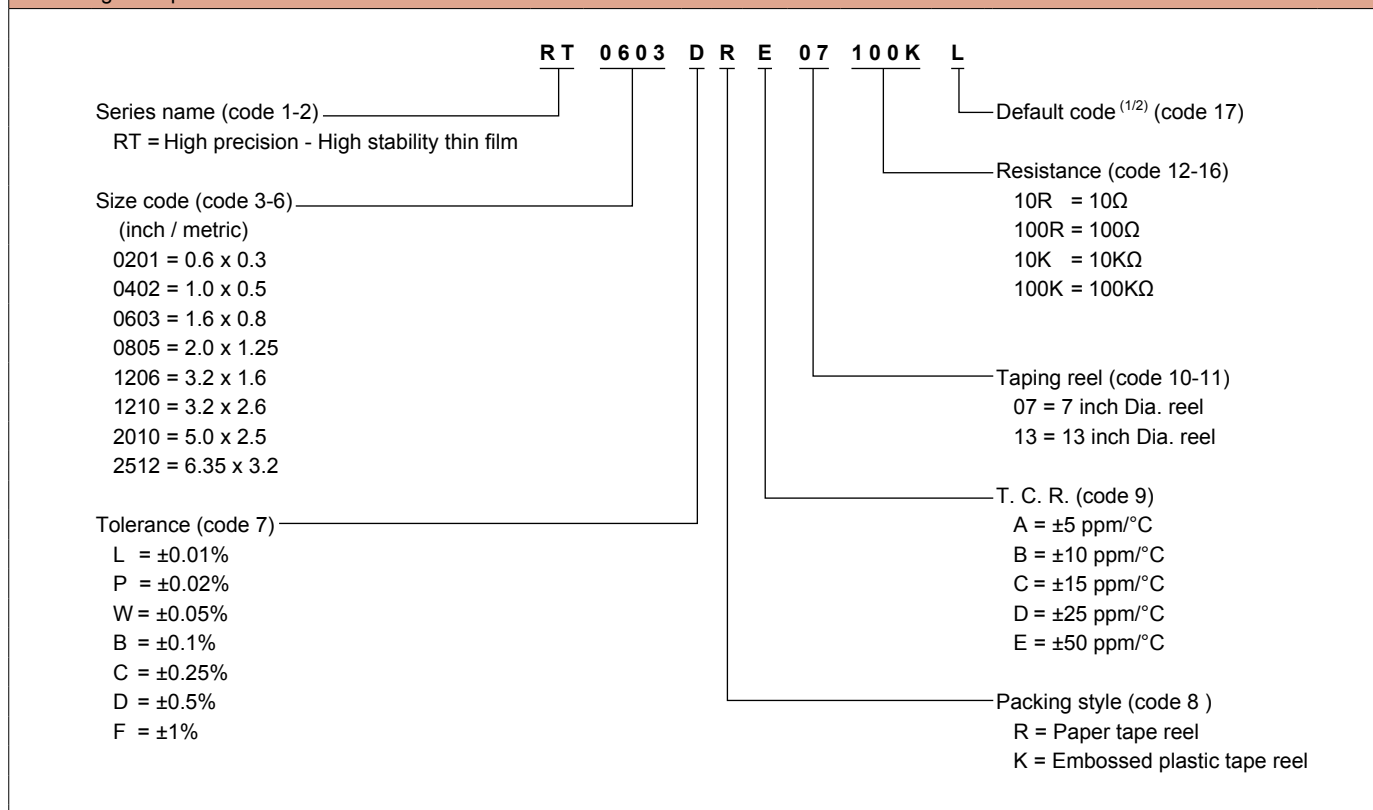 RT 0603 D R E 07 100K L
Series name (code 1-2)
RT = High precision - High stability thin film
Size code (code 3-6)
(inch / metric)
0201 = 0.6 x 0.3
0402 = 1.0 x 0.5
0603 = 1.6 x 0.8
0805 = 2.0 x 1.25
1206 = 3.2 x 1.6
1210 = 3.2 x 2.6
2010 = 5.0 x 2.5
2512 = 6.35 x 3.2
Tolerance (code 7)
L = ±0.01%
P = ±0.02%
W = ±0.05%
B = ±0.1%
C = ±0.25%
D = ±0.5%
F = ±1%
Default code (1/2) (code 17)
Resistance (code 12-16)
10R = 10Ω
100R = 100Ω
10K = 10KΩ
100K = 100KΩ
Taping reel (code 10-11)
07 = 7 inch Dia. reel
13 = 13 inch Dia. reel
T. C. R. (code 9)
A = ±5 ppm/°C
B = ±10 ppm/°C
C = ±15 ppm/°C
D = ±25 ppm/°C
E = ±50 ppm/°C
Packing style (code 8 )
R = Paper tape reel
K = Embossed plastic tape reel